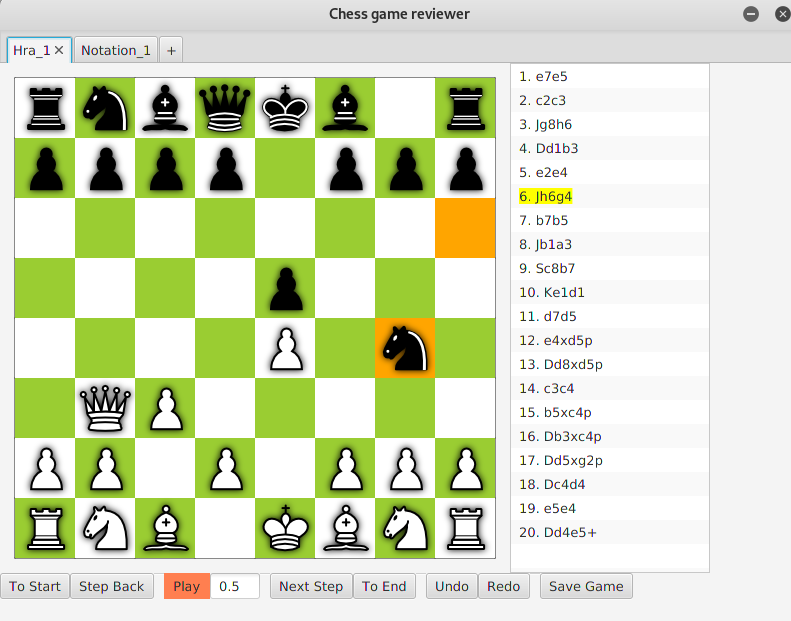 Chess game reviewer
Hra_1 Notation_1 +
1. e7e5
2. c2c3
3. Jg8h6
4. Dd1b3
5. e2e4
6. Jh6g4
7. b7b5
8. Jb1a3
9. Sc8b7
10. Ke1d1
11. d7d5
12. e4xd5p
13. Dd8xd5p
14. c3c4
15. b5xc4p
16. Db3xc4p
17. Dd5xg2p
18. Dc4d4
19. e5e4
20. Dd4e5+
To Start Step Back Play 0.5 Next Step To End Undo Redo Save Game